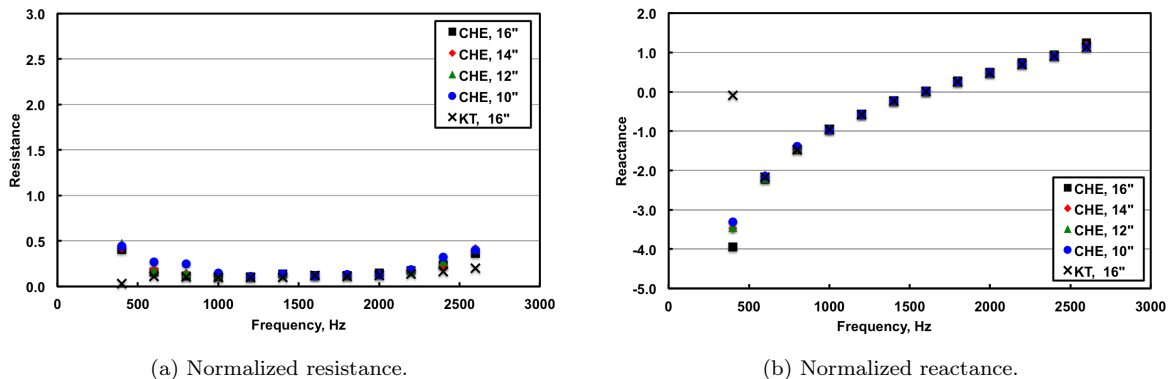 3.0
2.5
2.0
1.5
1.0
0.5
0.0
Resistance
0 500 1000 1500 2000 2500 3000
Frequency, Hz
CHE, 16"
CHE, 14"
CHE, 12"
CHE, 10"
KT, 16"
(a) Normalized resistance.
2.0
1.0
0.0
-1.0
-2.0
-3.0
-4.0
-5.0
Reactance
0 500 1000 1500 2000 2500 3000
Frequency, Hz
CHE, 16"
CHE, 14"
CHE, 12"
CHE, 10"
KT, 16"
(b) Normalized reactance.